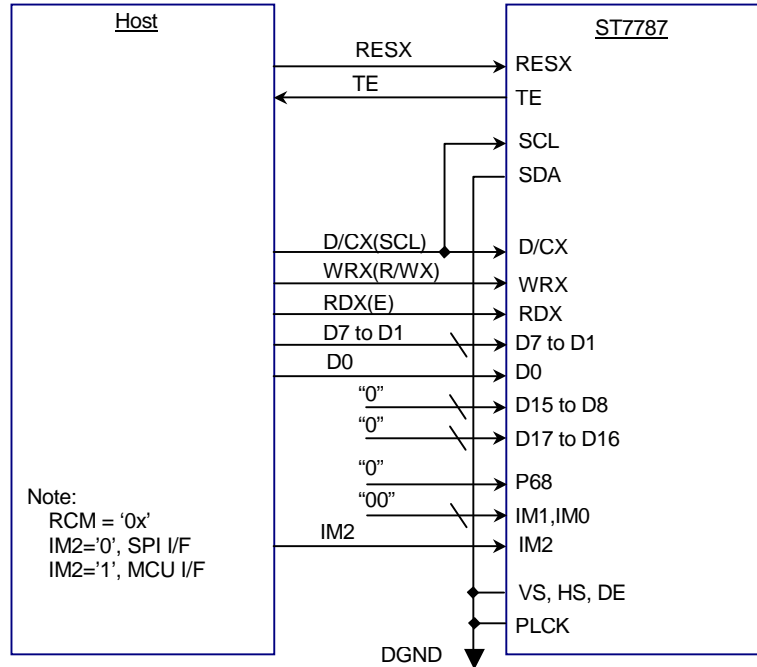 Host
ST7787
RESX
RESX
TE
TE
SCL
SDA
D/CX(SCL)
D/CX
WRX(R/WX)
WRX
RDX(E)
RDX
D7 to D1
D7 to D1
D0
D0
“0”
D15 to D8
“0”
D17 to D16
“0”
P68
“00”
IM1,IM0
IM2
IM2
Note:
RCM = ‘0x’
IM2=‘0’, SPI I/F
IM2=‘1’, MCU I/F
VS, HS, DE
PLCK
DGND